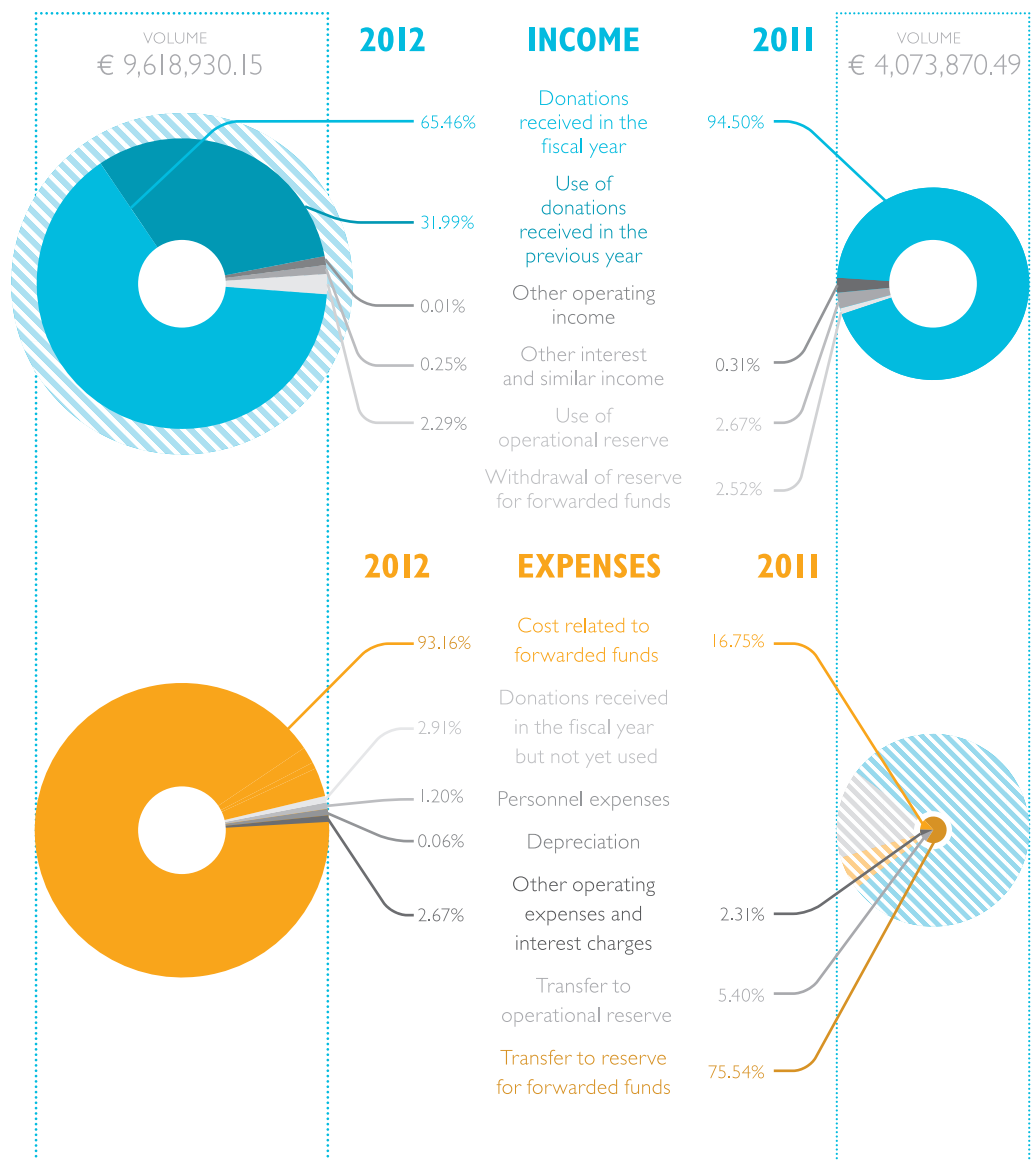 VOLUME
€ 9,618,930.15
2012
INCOME
2011
VOLUME
€ 4,073,870.49
65.46%
Donations
received in the
fiscal year
94.50%
31.99%
Use of
donations
received in the
previous year
0.01%
Other operating
income
0.25%
Other interest
and similar income
0.31%
2.29%
Use of
operational reserve
2.67%
Withdrawal of reserve
for forwarded funds
2.52%
2012
EXPENSES
2011
93.16%
Cost related to
forwarded funds
16.75%
2.91%
Donations received
in the fiscal year
but not yet used
1.20%
Personnel expenses
0.06%
Depreciation
2.67%
Other operating
expenses and
interest charges
2.31%
Transfer to
operational reserve
5.40%
Transfer to reserve
for forwarded funds
75.54%